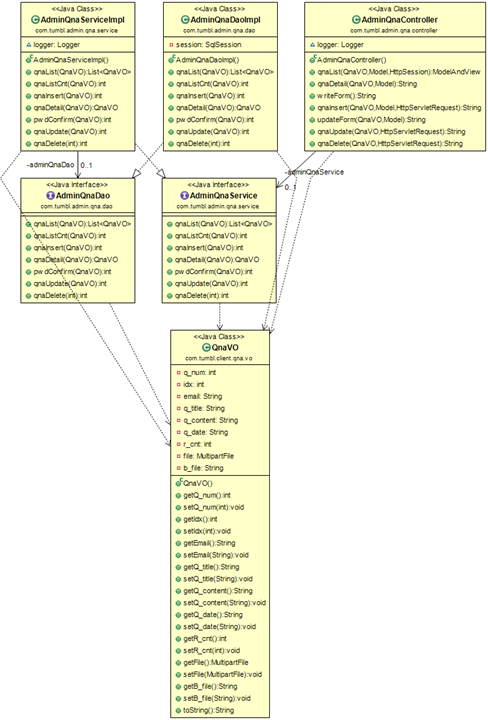 <<Java Class>>
AdminQnaServiceImpl
com.tumbl.admin.qna.service
logger: Logger
AdminQnaServiceImpl()
qnaList(QnaVO):List<QnaVO>
qnaListCnt(QnaVO):int
qnaInsert(QnaVO):int
qnaDetail(QnaVO):QnaVO
pwdConfirm(QnaVO):int
qnaUpdate(QnaVO):int
qnaDelete(int):int
<<Java Class>>
AdminQnaDaoImpl
com.tumbl.admin.qna.dao
session: SqlSession
AdminQnaDaoImpl()
qnaList(QnaVO):List<QnaVO>
qnaListCnt(QnaVO):int
qnaInsert(QnaVO):int
qnaDetail(QnaVO):QnaVO
pwdConfirm(QnaVO):int
qnaUpdate(QnaVO):int
qnaDelete(int):int
<<Java Class>>
AdminQnaController
com.tumbl.admin.qna.controller
logger: Logger
AdminQnaController()
qnaList(QnaVO,Model,HttpSession):ModelAndView
qnaDetail(QnaVO,Model):String
writeForm():String
qnaInsert(QnaVO,Model,HttpServletRequest):String
updateForm(QnaVO,Model):String
qnaUpdate(QnaVO,HttpServletRequest):String
qnaDelete(QnaVO,HttpServletRequest):String
-adminQnaDao
0..1
-adminQnaService
0..1
<<Java Interface>>
AdminQnaDao
com.tumbl.admin.qna.dao
qnaList(QnaVO):List<QnaVO>
qnaListCnt(QnaVO):int
qnaInsert(QnaVO):int
qnaDetail(QnaVO):QnaVO
pwdConfirm(QnaVO):int
qnaUpdate(QnaVO):int
qnaDelete(int):int
<<Java Interface>>
AdminQnaService
com.tumbl.admin.qna.service
qnaList(QnaVO):List<QnaVO>
qnaListCnt(QnaVO):int
qnaInsert(QnaVO):int
qnaDetail(QnaVO):QnaVO
pwdConfirm(QnaVO):int
qnaUpdate(QnaVO):int
qnaDelete(int):int
<<Java Class>>
QnaVO
com.tumbl.client.qna.vo
q_num: int
idx: int
email: String
q_title: String
q_content: String
q_date: String
r_cnt: int
file: MultipartFile
b_file: String
QnaVO()
getQ_num():int
setQ_num(int):void
getIdx():int
setIdx(int):void
getEmail():String
setEmail(String):void
getQ_title():String
setQ_title(String):void
getQ_content():String
setQ_content(String):void
getQ_date():String
setQ_date(String):void
getR_cnt():int
setR_cnt(int):void
getFile():MultipartFile
setFile(MultipartFile):void
getB_file():String
setB_file(String):void
toString():String